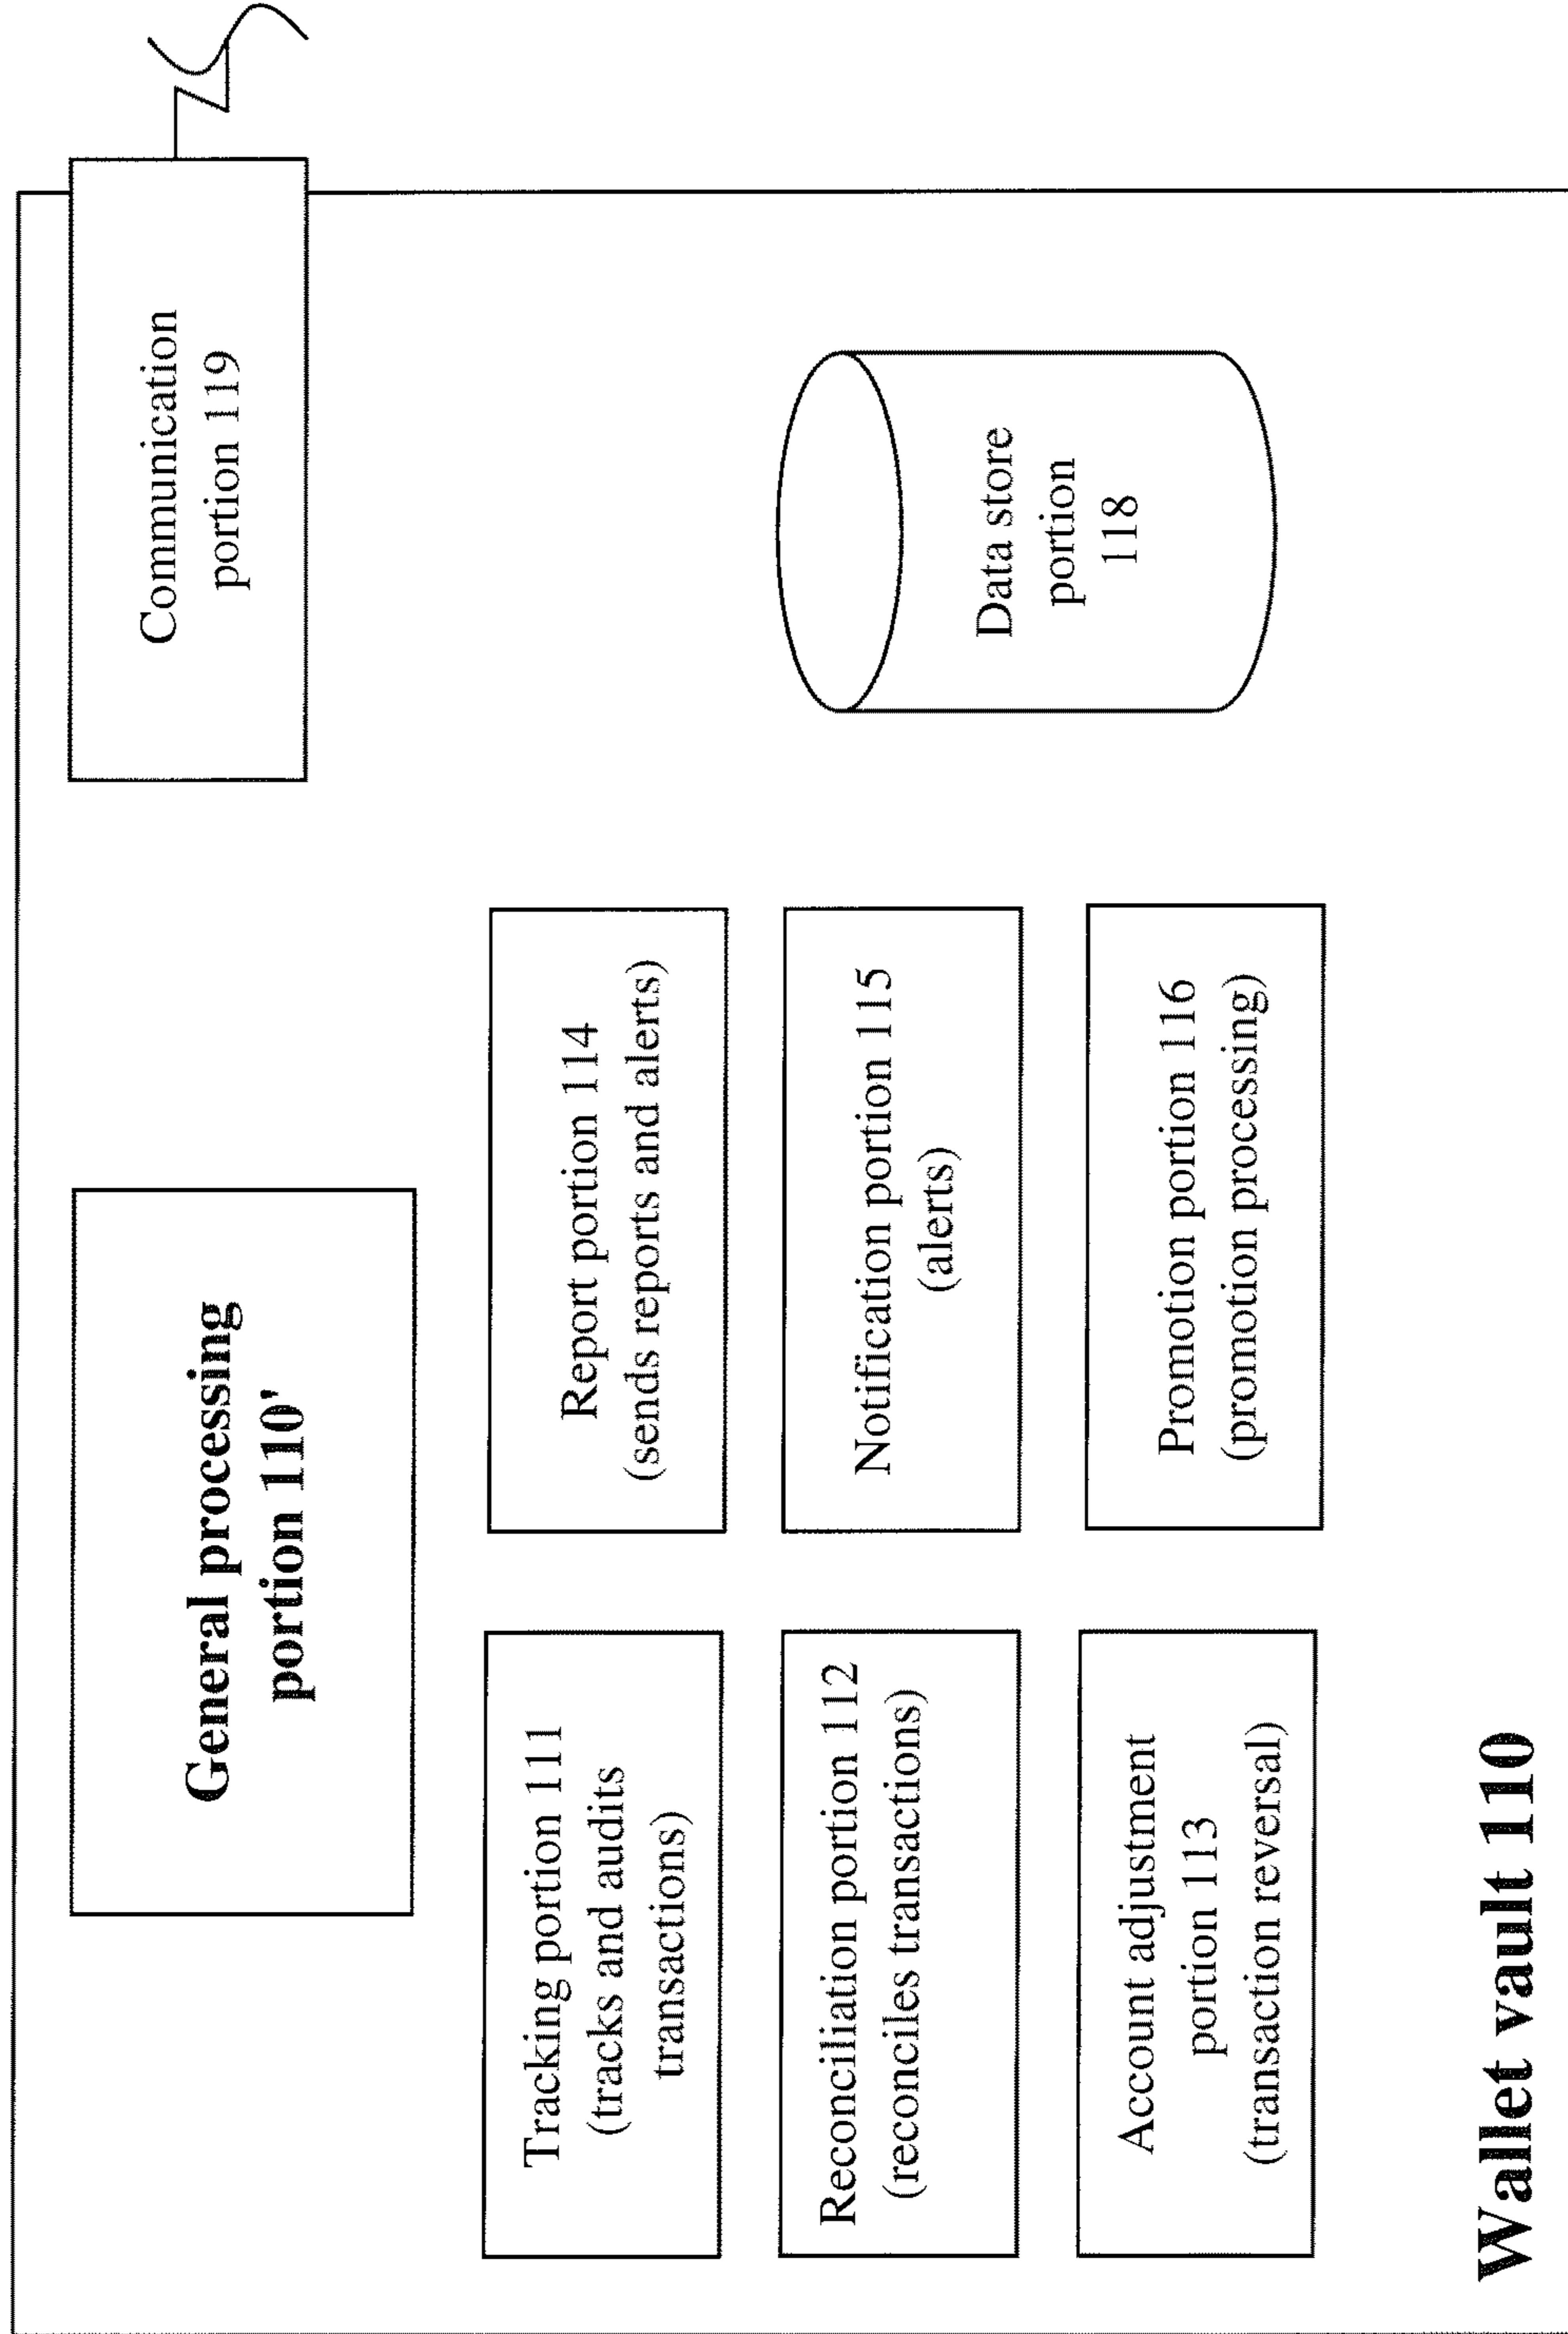 General processing
portion 110'
Communication
portion 119
Tracking portion 111
(tracks and audits
transactions)
Report portion 114
(sends reports and alerts)
Reconciliation portion 112
(reconciles transactions)
Notification portion 115
(alerts)
Account adjustment
portion 113
(transaction reversal)
Promotion portion 116
(promotion processing)
Data store
portion
118
Wallet vault 110